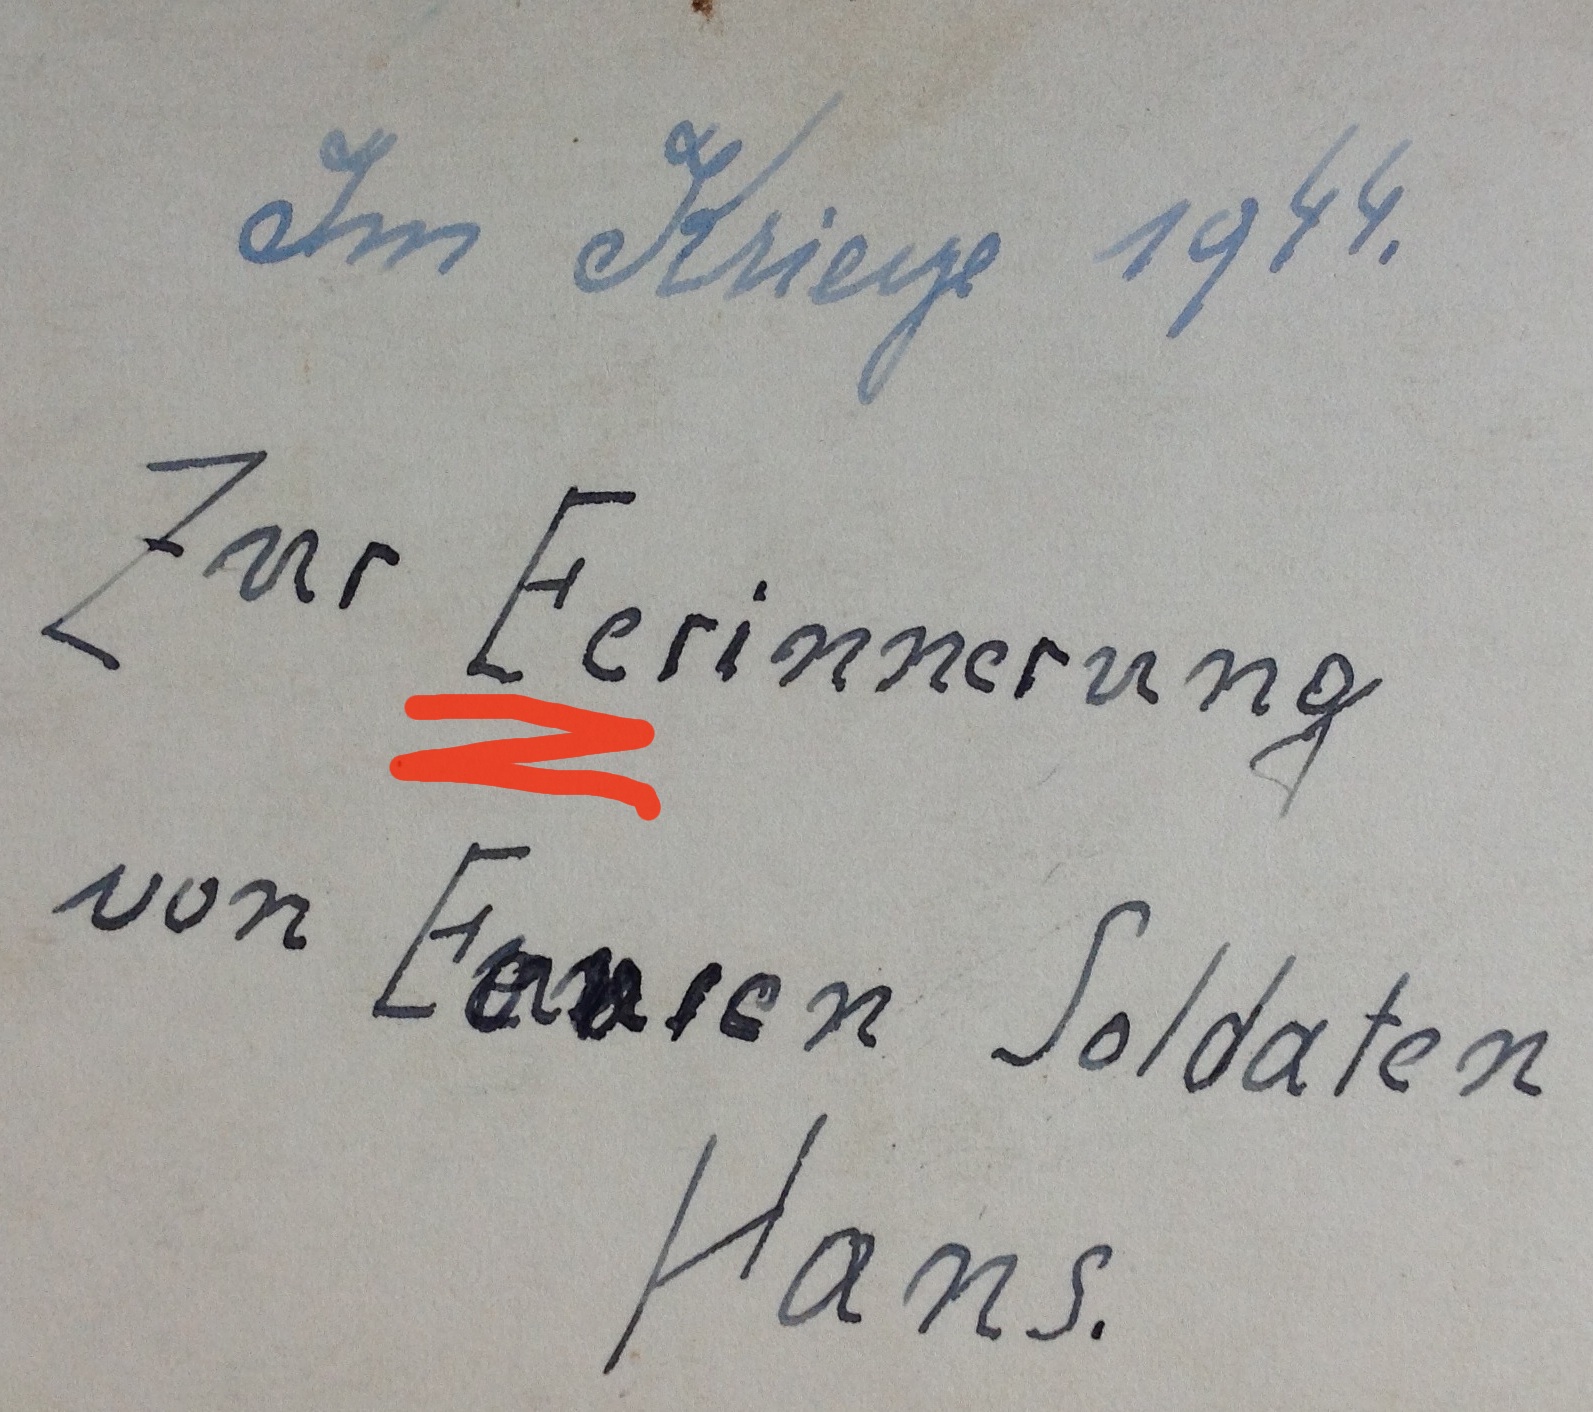 Im Kriege 1944.
Zur Eerinnerung
von Soldaten
Hans.